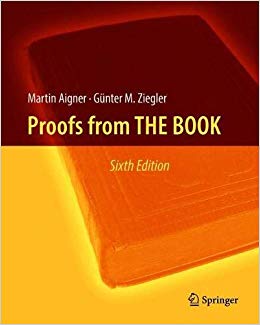 Martin Aigner · Günter M. Ziegler
Proofs from THE BOOK
Sixth Edition
Springer